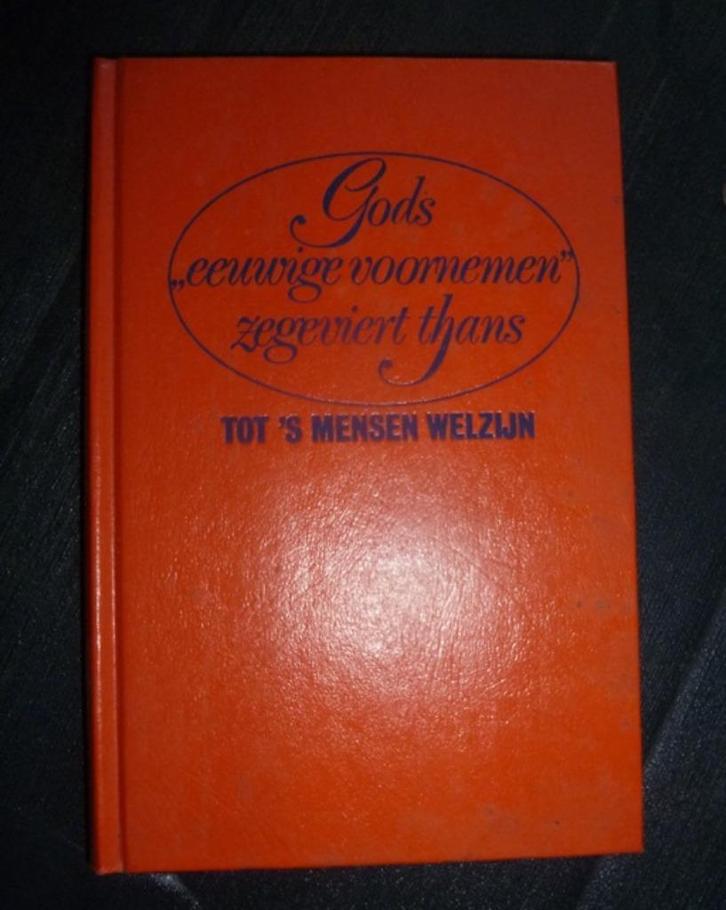 Gods
„eeuwige voornemen”
zegeviert thans
TOT 'S MENSEN WELZIJN